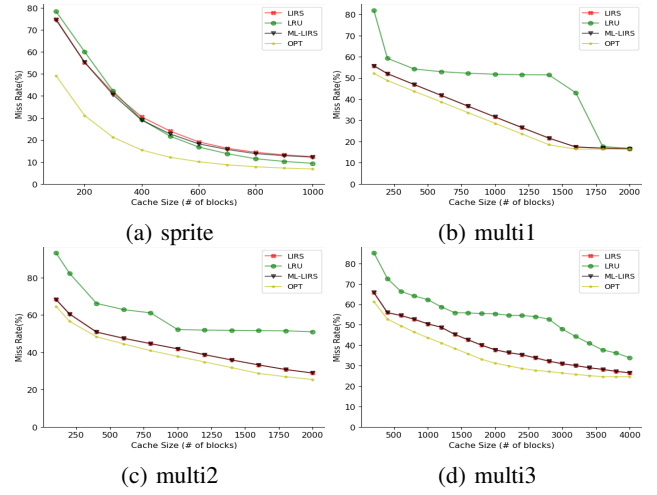 80
70
60
50
40
30
20
10
0
Miss Rate(%)
200
400
600
800
1000
Cache Size (# of blocks)
LIRS
LRU
ML-LIRS
OPT
(a) sprite
80
70
60
50
40
30
20
10
0
Miss Rate(%)
250
500
750
1000
1250
1500
1750
2000
Cache Size (# of blocks)
LIRS
LRU
ML-LIRS
OPT
(b) multi1
80
60
40
20
0
Miss Rate(%)
250
500
750
1000
1250
1500
1750
2000
Cache Size (# of blocks)
LIRS
LRU
ML-LIRS
OPT
(c) multi2
80
70
60
50
40
30
20
10
0
Miss Rate(%)
500
1000
1500
2000
2500
3000
3500
4000
Cache Size (# of blocks)
LIRS
LRU
ML-LIRS
OPT
(d) multi3